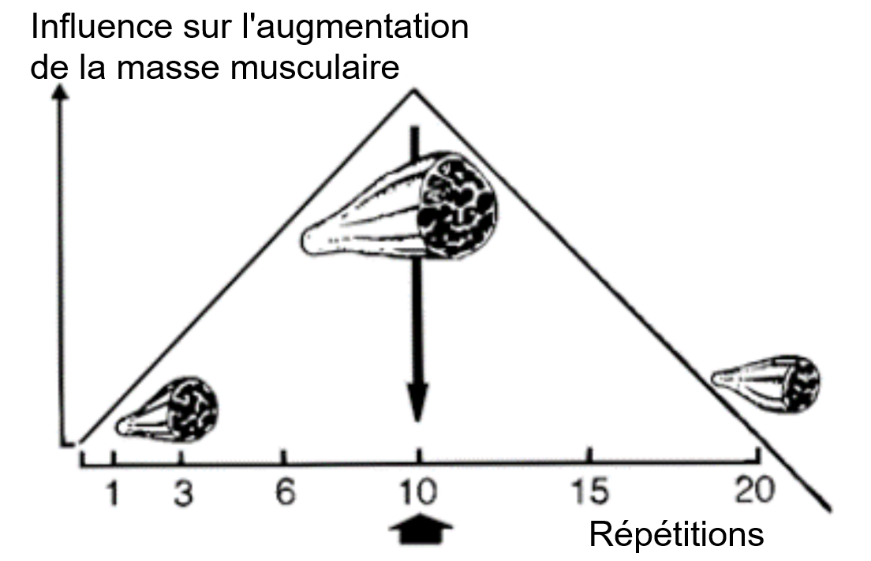 Influence sur l'augmentation
de la masse musculaire
1 3 6 10 15 20
Répétitions